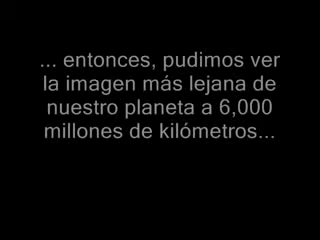 ... entonces, pudimos ver
la imagen más lejana de
nuestro planeta a 6,000
millones de kilómetros...